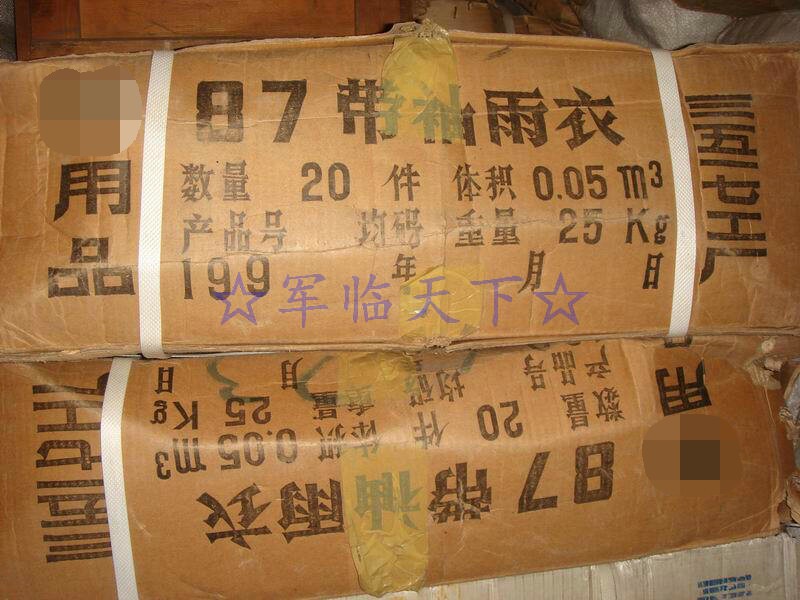 87带袖雨衣
数量 20 件 体积 0.05 m³
产品号 均码 重量 25 Kg
199 年 月 日
用品
三五一七工厂
☆军临天下☆
87带袖雨衣
数量 20 件 体积 0.05 m³
产品号 均码 重量 25 Kg
月 日
用
三五一七工厂